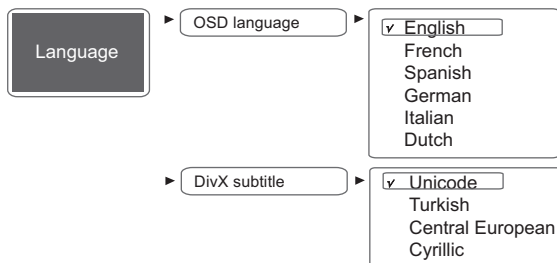 Language
OSD language
English
French
Spanish
German
Italian
Dutch
DivX subtitle
Unicode
Turkish
Central European
Cyrillic